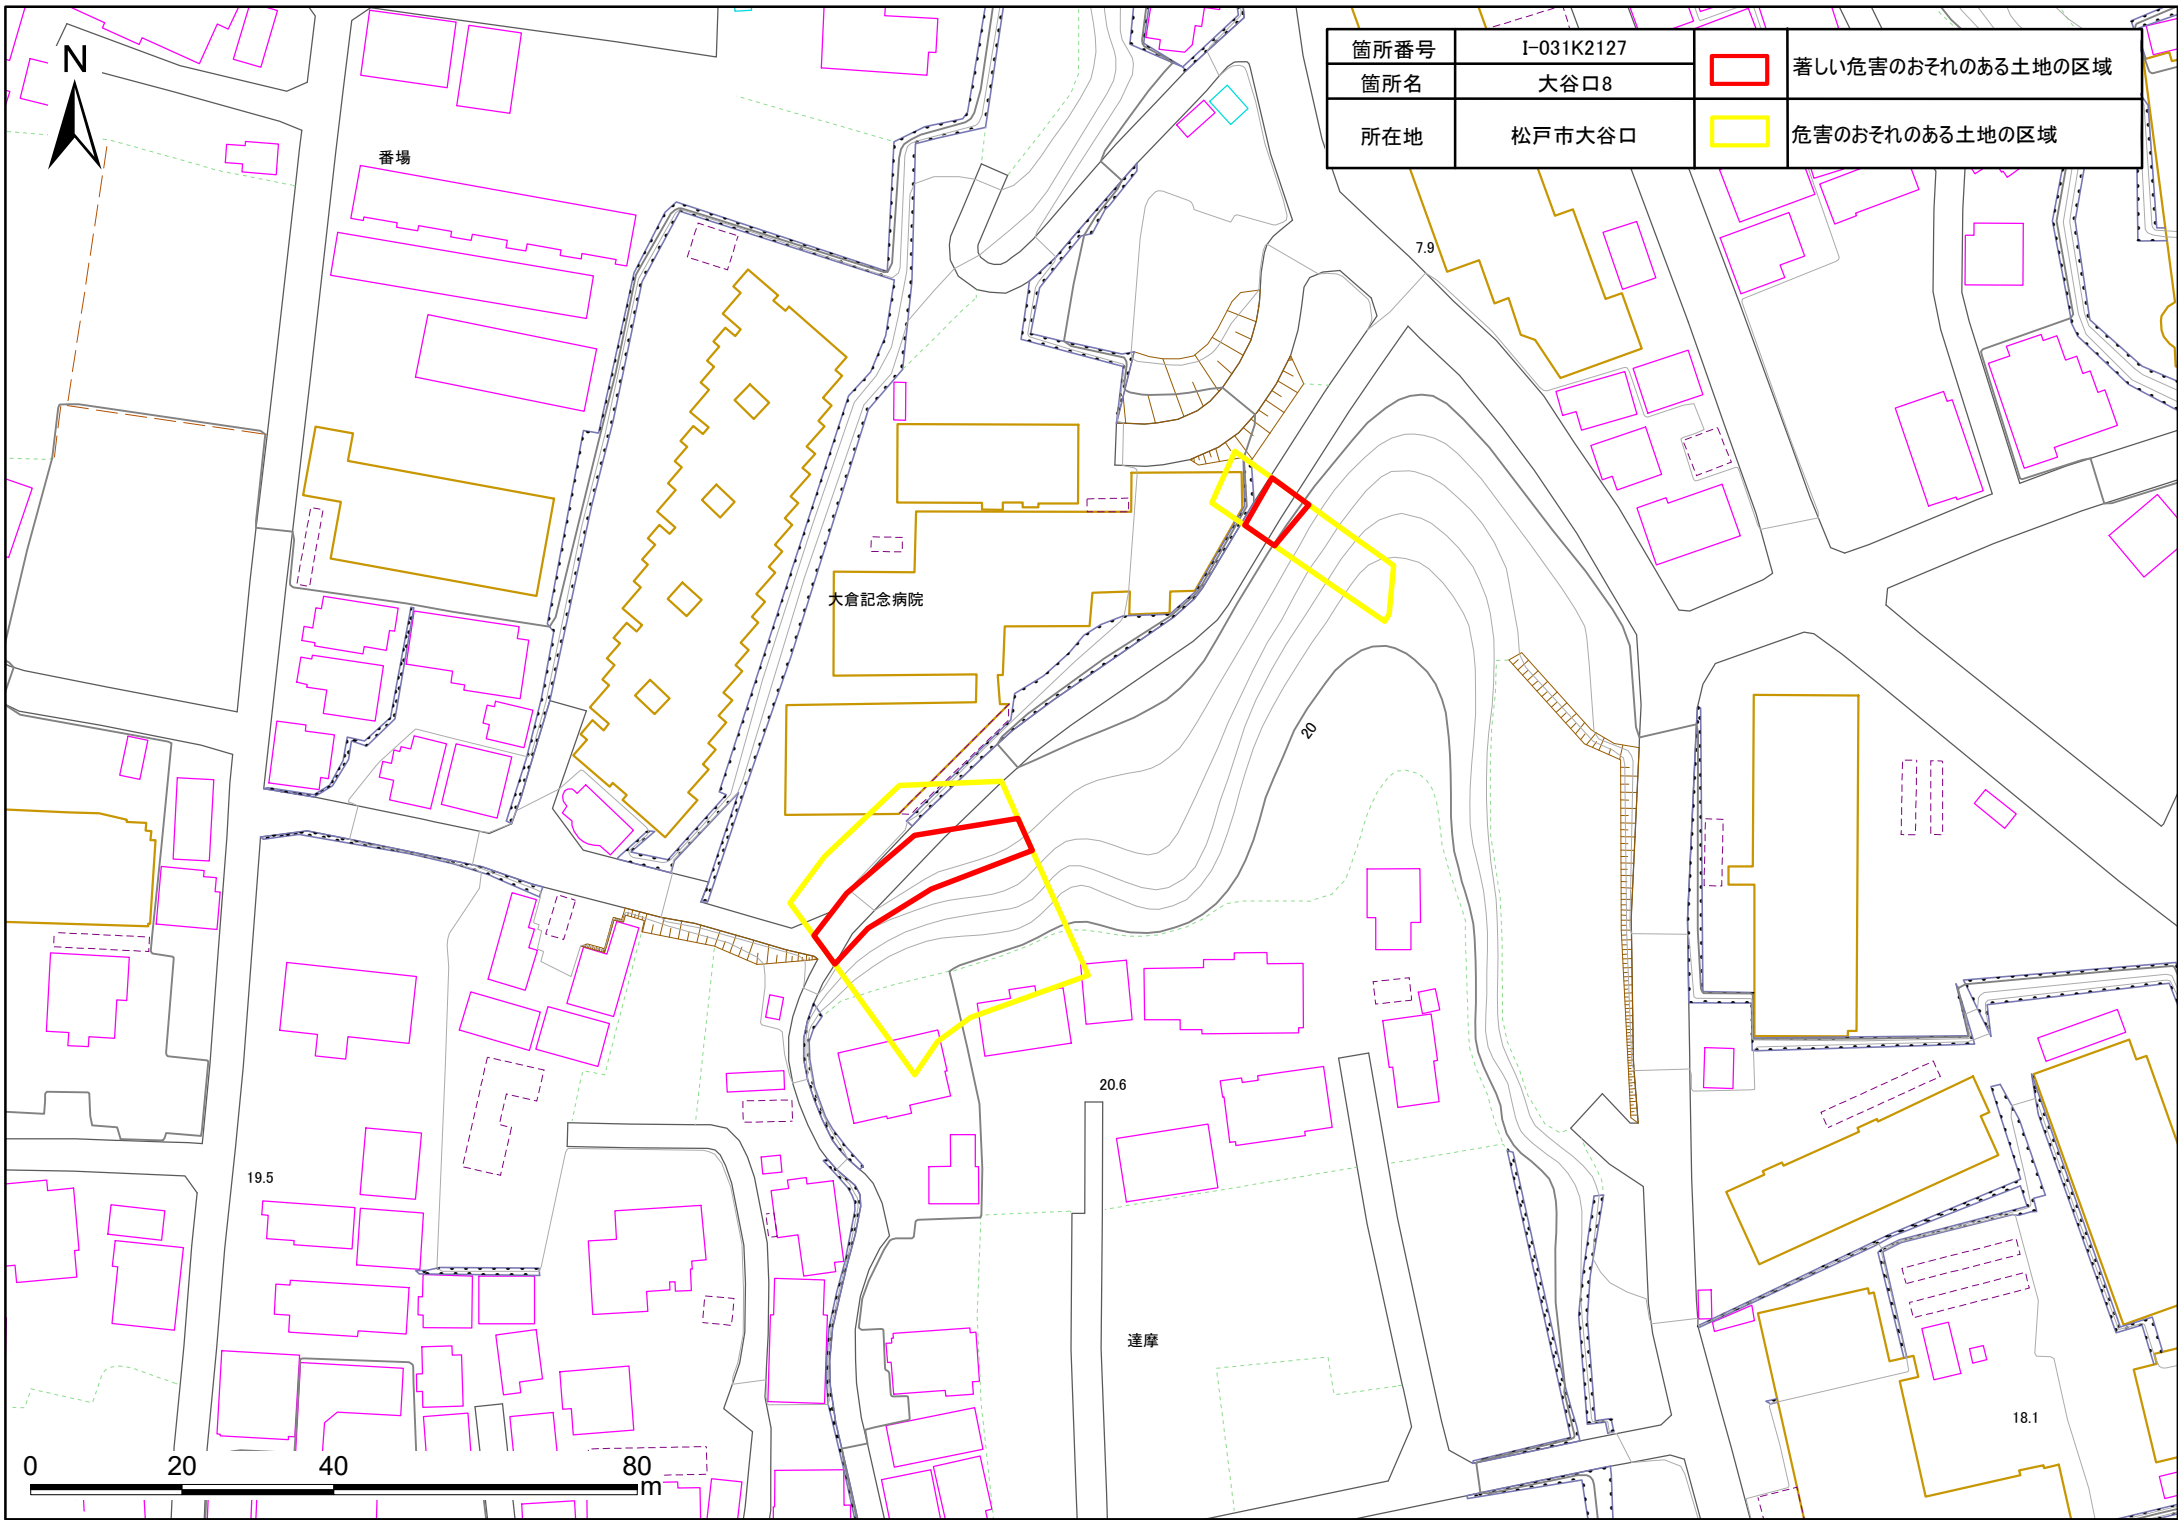 N
箇所番号 I-031K2127 著しい危害のおそれのある土地の区域
箇所名 大谷口8
所在地 松戸市大谷口 危害のおそれのある土地の区域
番場
7.9
大倉記念病院
20
20.6
19.5
達摩
18.1
0 20 40 80
m